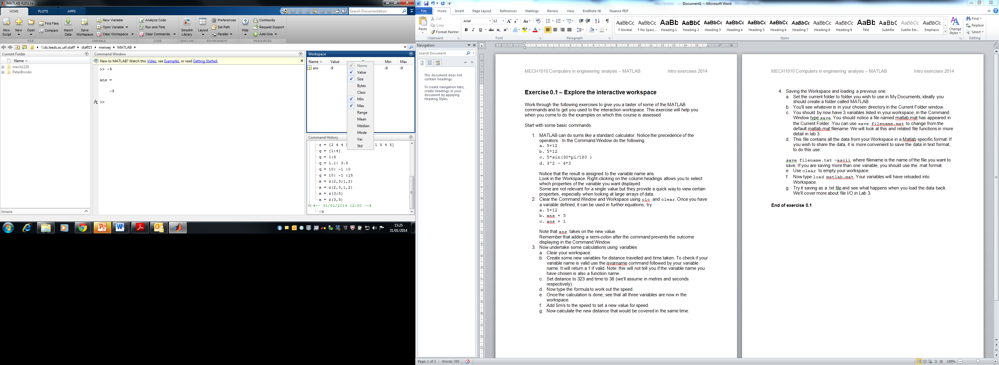 MATLAB R2013a
HOME PLOTS APPS
Search Documentation
New Script
New
Open
Find Files
Compare
Import Data
Save Workspace
New Variable
Open Variable
Clear Workspace
Analyze Code
Run and Time
Clear Commands
Simulink Library
Layout
Preferences
Set Path
Parallel
Help
Community
Request Support
Add-Ons
FILE VARIABLE CODE SIMULINK ENVIRONMENT RESOURCES
\\ds.leeds.ac.uk\staff staff15 menaej MATLAB
Current Folder
Name
mech1220
PeterBrooks
Details
Command Window
New to MATLAB? Watch this Video, see Examples, or read Getting Started.
>> -9
ans =
-9
fx >>
Workspace
Name Value Min Max
ans -9 -9 -9
Name
Value
Size
Bytes
Class
Min
Max
Range
Mean
Median
Mode
Var
Std
Command History
z = [2 4 4 1 5 4 5]
q = [1:4]
q = 1:4
q = 1.1: 3.5
q = 10: -1 :0
q = 10: -1 :15
x = z(2,3;1,2)
x = z(2,3,1,2)
x = z(3;5)
x = z(3,5)
%-- 31/01/2014 12:50 --%
-9
15:25
31/01/2014
Document1 - Microsoft Word
File Home Insert Page Layout References Mailings Review View EndNote X6 Nuance PDF
Paste
Cut
Copy
Format Painter
Clipboard
Arial 12
Font
Paragraph
AaBbCc ¶ Normal
AaBbCc ¶ No Spaci...
AaBb Heading 1
AaBbC Heading 2
AaBbCc Heading 3
AaBbCc Heading 4
AaBbCc Heading 5
AaBbCc Heading 6
AaBbCc Heading 7
AaBbCc Heading 8
AaBbCc Heading 9
AaBb Title
AaBbC Subtitle
AaBbCc Subtle Em...
AaBbCc Emphasis
Styles
Change Styles
Find
Replace
Select
Editing
Navigation
Search Document
This document does not
contain headings.
To create navigation tabs,
create headings in your
document by applying
Heading Styles.
MECH1010 Computers in engineering analysis – MATLAB Intro exercises 2014
Exercise 0.1 – Explore the interactive workspace
Work through the following exercises to give you a taster of some of the MATLAB
commands and to get you used to the interaction workspace. This exercise will help you
when you come to do the examples on which this course is assessed.
Start with some basic commands.
1. MATLAB can do sums like a standard calculator. Notice the precedence of the
operators. In the Command Window do the following:
a. 5+12
b. 5*12
c. 5*sin(30*pi/180 )
d. 3^2 - 6*3
Notice that the result is assigned to the variable name ans.
Look in the Workspace. Right-clicking on the column headings allows you to select
which properties of the variable you want displayed.
Some are not relevant for a single value but they provide a quick way to view certain
properties, especially when looking at large arrays of data.
2. Clear the Command Window and Workspace using clc and clear. Once you have
a variable defined, it can be used in further equations, try:
a. 5+12
b. ans + 5
c. ans + 1
Note that ans takes on the new value.
Remember that adding a semi-colon after the command prevents the outcome
displaying in the Command Window.
3. Now undertake some calculations using variables
a. Clear your workspace.
b. Create some new variables for distance travelled and time taken. To check if your
variable name is valid use the isvarname command followed by your variable
name. It will return a 1 if valid. Note: this will not tell you if the variable name you
have chosen is also a function name.
c. Set distance to 323 and time to 38 (we'll assume in metres and seconds
respectively).
d. Now type the formula to work out the speed.
e. Once the calculation is done, see that all three variables are now in the
workspace.
f. Add 5m/s to the speed to set a new value for speed.
g. Now calculate the new distance that would be covered in the same time.
MECH1010 Computers in engineering analysis – MATLAB Intro exercises 2014
4. Saving the Workspace and loading a previous one.
a. Set the current folder to folder you wish to use in My Documents, ideally you
should create a folder called MATLAB.
b. You'll see whatever is in your chosen directory in the Current Folder window.
c. You should by now have 3 variables listed in your workspace, in the Command
Window type save. You should notice a file named matlab.mat has appeared in
the Current Folder. You can use save filename.mat to change from the
default matlab.mat filename. We will look at this and related file functions in more
detail in lab 3.
d. This file contains all the data from your Workspace in a Matlab specific format. If
you wish to share the data, it is more convenient to save the data in text format,
to do this use:
save filename.txt -ascii where filename is the name of the file you want to
save. If you are saving more than one variable, you should use the .mat format.
e. Use clear to empty your workspace.
f. Now type load matlab.mat. Your variables will have reloaded into
Workspace.
g. Try it saving as a .txt file and see what happens when you load the data back.
We'll cover more about file I/O in Lab 3.
End of exercise 0.1
Page: 1 of 2 Words: 555
100%